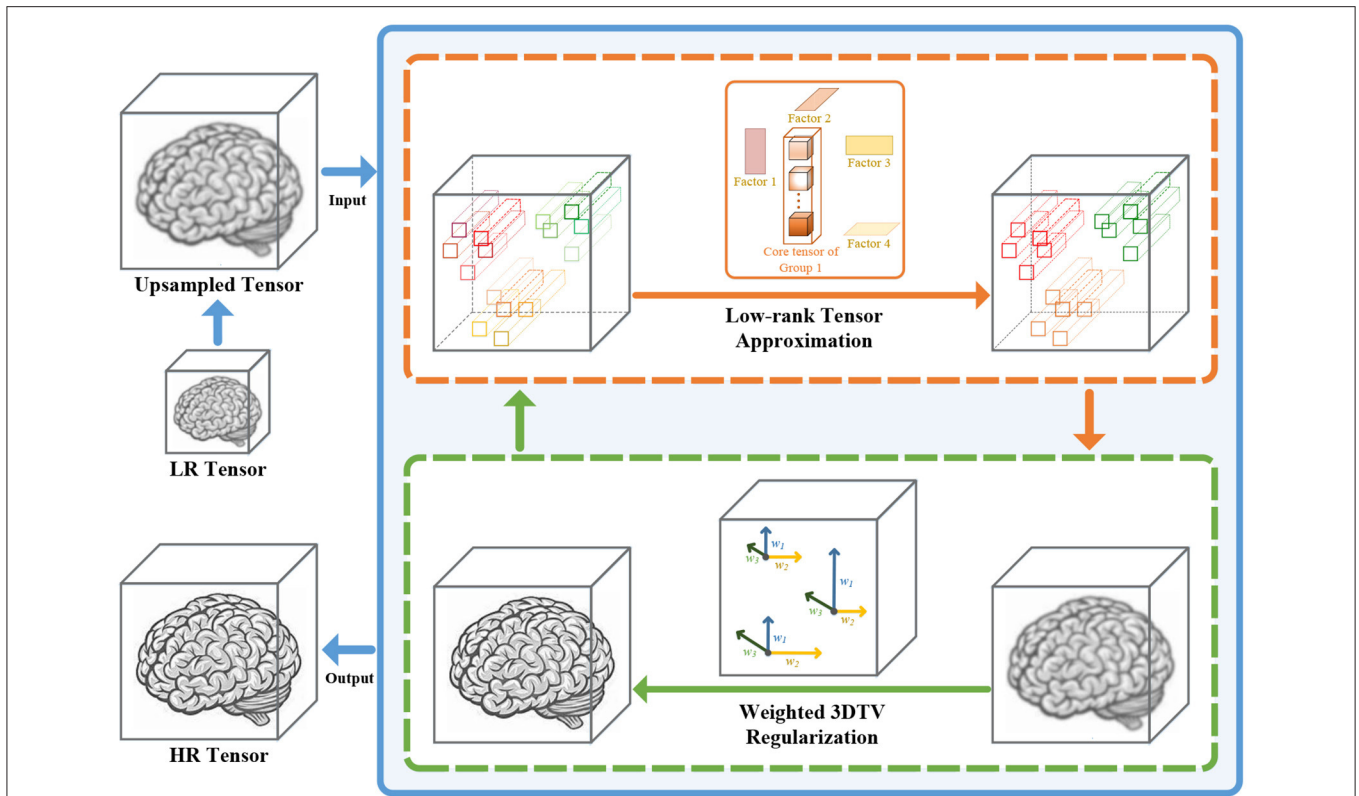 Upsampled Tensor
Input
LR Tensor
HR Tensor
Output
Factor 2
Factor 1
Factor 3
Factor 4
Core tensor of
Group 1
Low-rank Tensor
Approximation
w1
w2
w3
w1
w2
w3
w1
w2
w3
Weighted 3DTV
Regularization